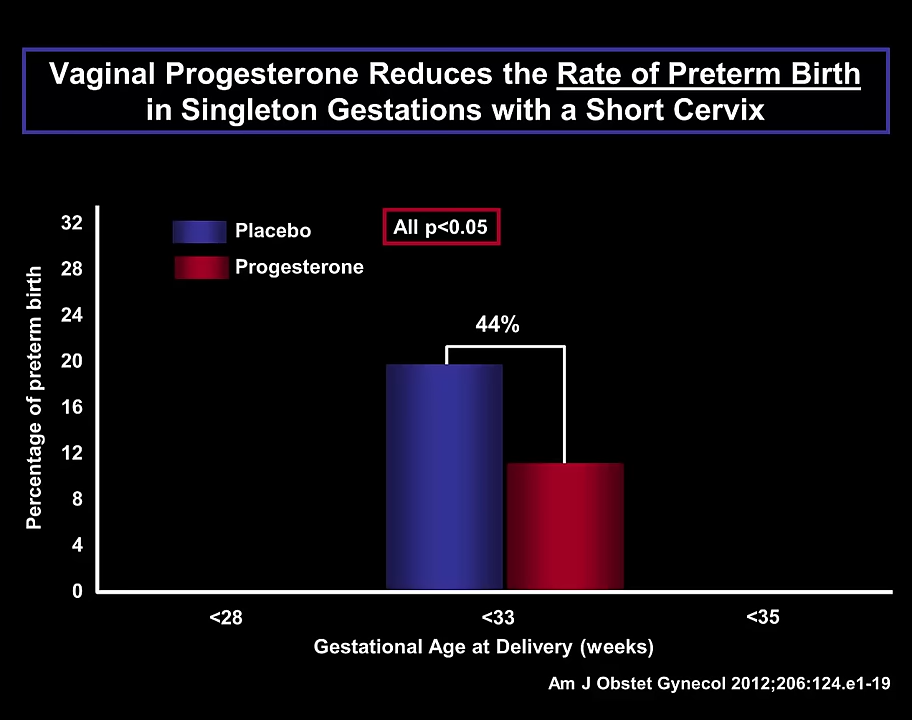 Vaginal Progesterone Reduces the Rate of Preterm Birth
in Singleton Gestations with a Short Cervix
Placebo
Progesterone
All p<0.05
44%
Percentage of preterm birth
32
28
24
20
16
12
8
4
0
<28
<33
<35
Gestational Age at Delivery (weeks)
Am J Obstet Gynecol 2012;206:124.e1-19